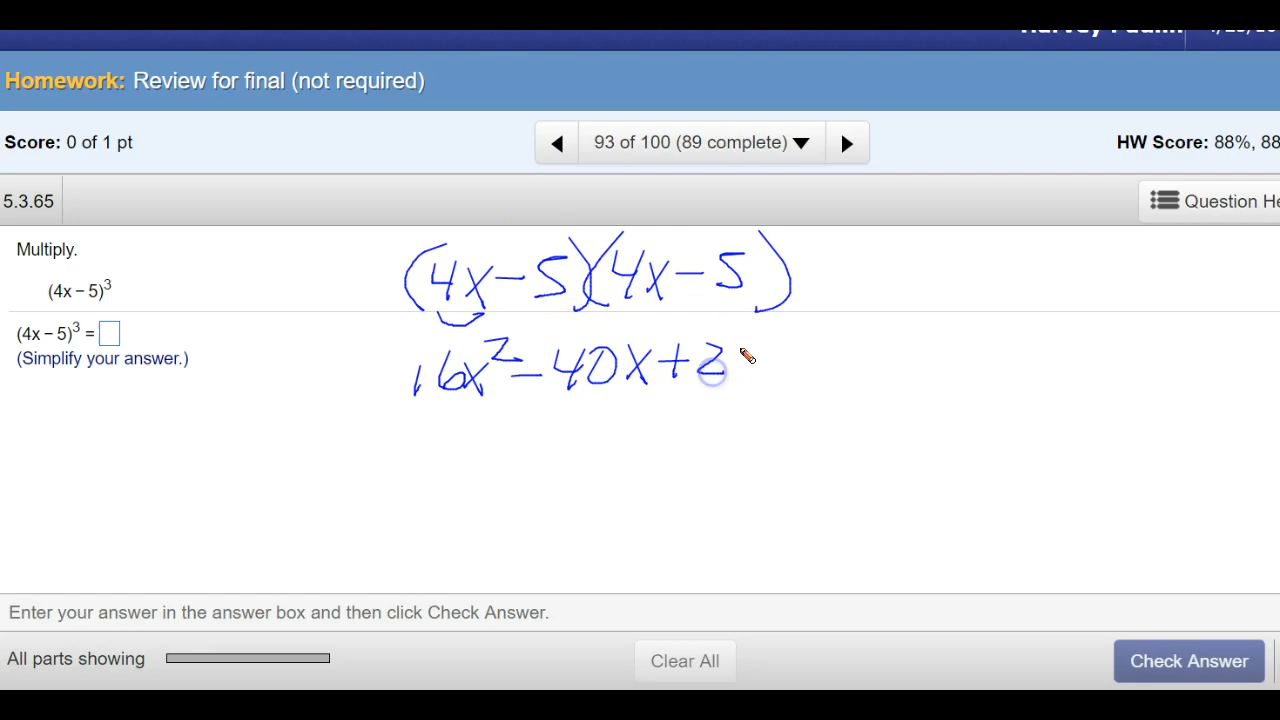 Homework: Review for final (not required)
Score: 0 of 1 pt
93 of 100 (89 complete)
HW Score: 88%, 88
5.3.65
Question He
Multiply.
(4x – 5)³
(4x – 5)³ =
(Simplify your answer.)
(4x – 5)(4x – 5)
16x² – 40x + 2
Enter your answer in the answer box and then click Check Answer.
All parts showing
Clear All
Check Answer